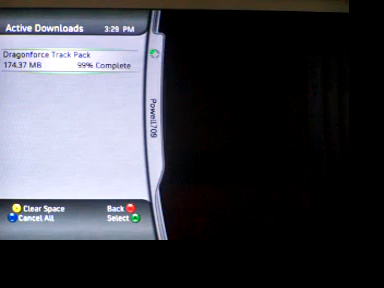 Active Downloads 3:29 PM
Dragonforce Track Pack
174.37 MB 99% Complete
Powell709
Clear Space Back
Cancel All Select